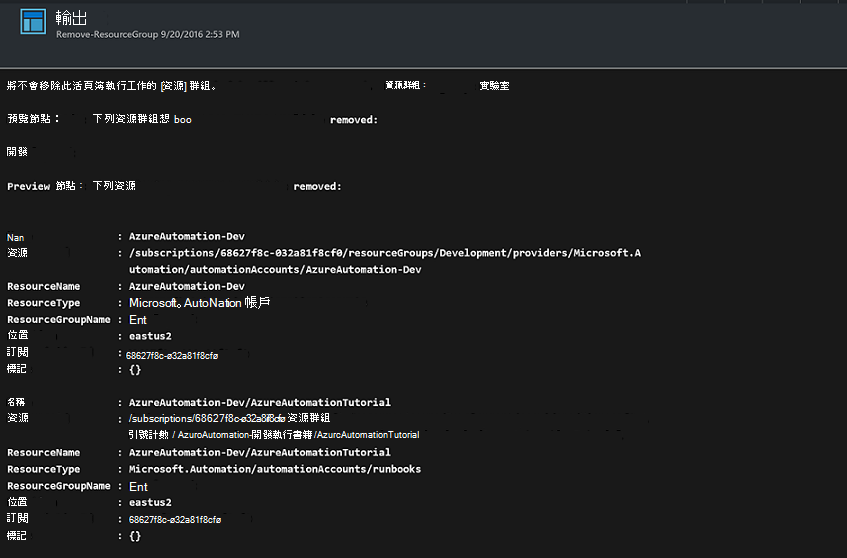 輸出
Remove-ResourceGroup 9/20/2016 2:53 PM
將不會移除此活頁簿執行工作的 [資源] 群組。 資源群組： 實驗室
預覽節點： 下列資源群組想 boo removed:
開發
Preview 節點： 下列資源 removed:
Nan : AzureAutomation-Dev
資源 : /subscriptions/68627f8c-032a81f8cf0/resourceGroups/Development/providers/Microsoft.A
utomation/automationAccounts/AzureAutomation-Dev
ResourceName : AzureAutomation-Dev
ResourceType : Microsoft。AutoNation 帳戶
ResourceGroupName : Ent
位置 : eastus2
訂閱 : 68627f8c-ø32a81f8cfø
標記 : {}
名稱 : AzureAutomation-Dev/AzureAutomationTutorial
資源 : /subscriptions/68627f8c-ø32a8f8cfø 資源群組
引號計數 / AzuroAutomation-開發執行書籍 /AzurcAutomationTutorial
ResourceName : AzureAutomation-Dev/AzureAutomationTutorial
ResourceType : Microsoft.Automation/automationAccounts/runbooks
ResourceGroupName : Ent
位置 : eastus2
訂閱 : 68627f8c-ø32a81f8cfø
標記 : {}